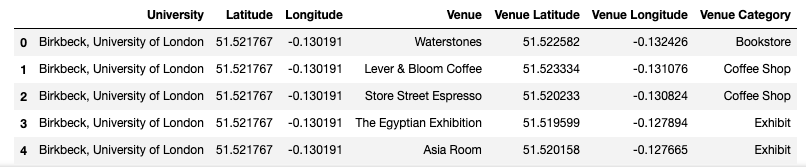 University Latitude Longitude Venue Venue Latitude Venue Longitude Venue Category
0 Birkbeck, University of London 51.521767 -0.130191 Waterstones 51.522582 -0.132426 Bookstore
1 Birkbeck, University of London 51.521767 -0.130191 Lever & Bloom Coffee 51.523334 -0.131076 Coffee Shop
2 Birkbeck, University of London 51.521767 -0.130191 Store Street Espresso 51.520233 -0.130824 Coffee Shop
3 Birkbeck, University of London 51.521767 -0.130191 The Egyptian Exhibition 51.519599 -0.127894 Exhibit
4 Birkbeck, University of London 51.521767 -0.130191 Asia Room 51.520158 -0.127665 Exhibit